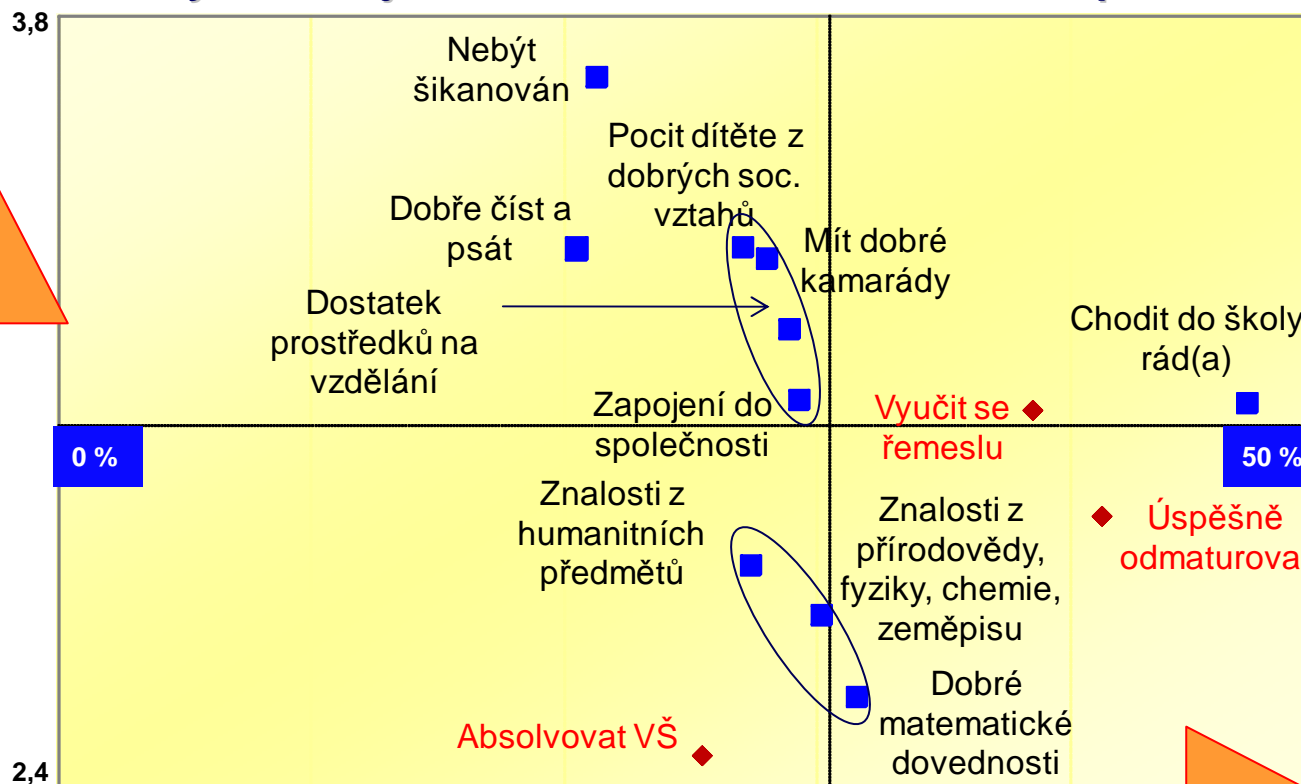 3,8
Nebýt
šikanován
Pocit dítěte z
dobrých soc.
vztahů
Dobře číst a
psát
Mít dobré
kamarády
Dostatek
prostředků na
vzdělání
Chodit do školy
rád(a)
Zapojení do
společnosti
Vyučit se
řemeslu
0 %
50 %
Znalosti z
humanitních
předmětů
Znalosti z
přírodovědy,
fyziky, chemie,
zeměpisu
Úspěšně
odmaturova
Dobré
matematické
dovednosti
Absolvovat VŠ
2,4